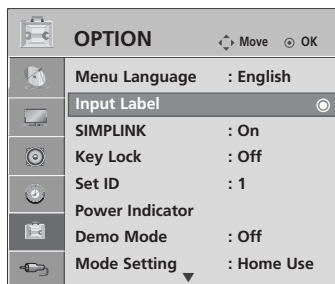 OPTION Move OK
Menu Language : English
Input Label
SIMPLINK : On
Key Lock : Off
Set ID : 1
Power Indicator
Demo Mode : Off
Mode Setting : Home Use